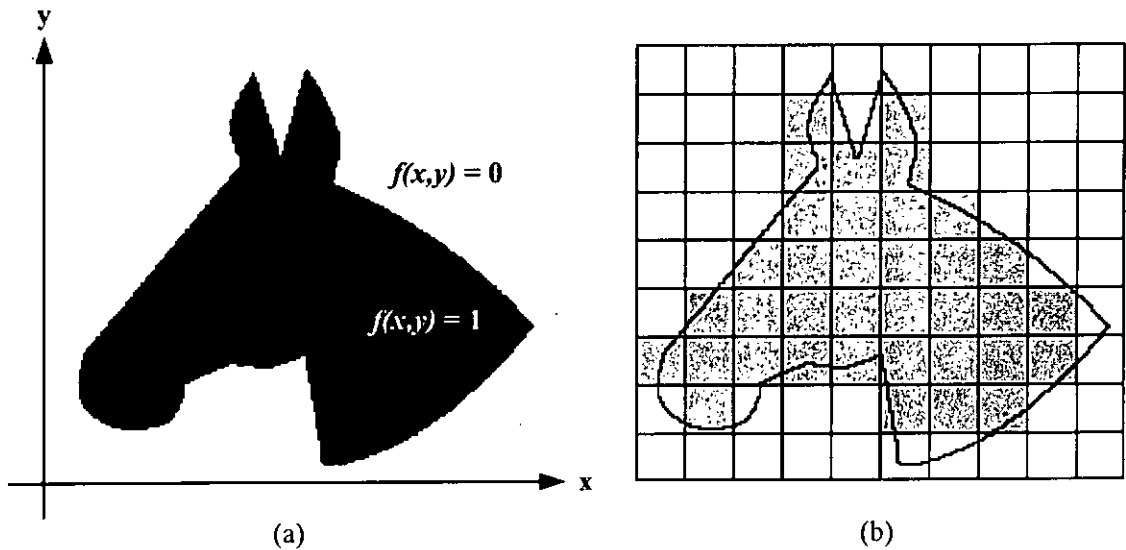 y
f(x,y) = 0
f(x,y) = 1
x
(a)
(b)